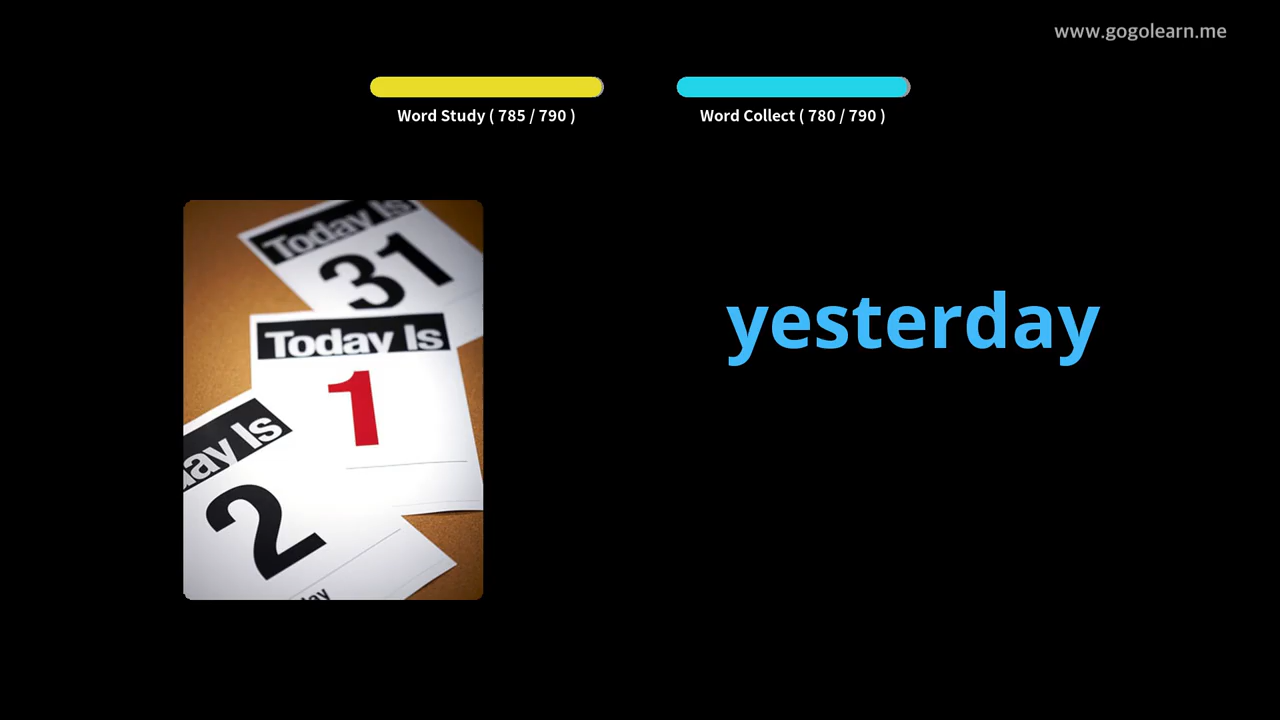 www.gogolearn.me
Word Study ( 785 / 790 )
Word Collect ( 780 / 790 )
Today Is
31
Today Is
1
yesterday
ay Is
2